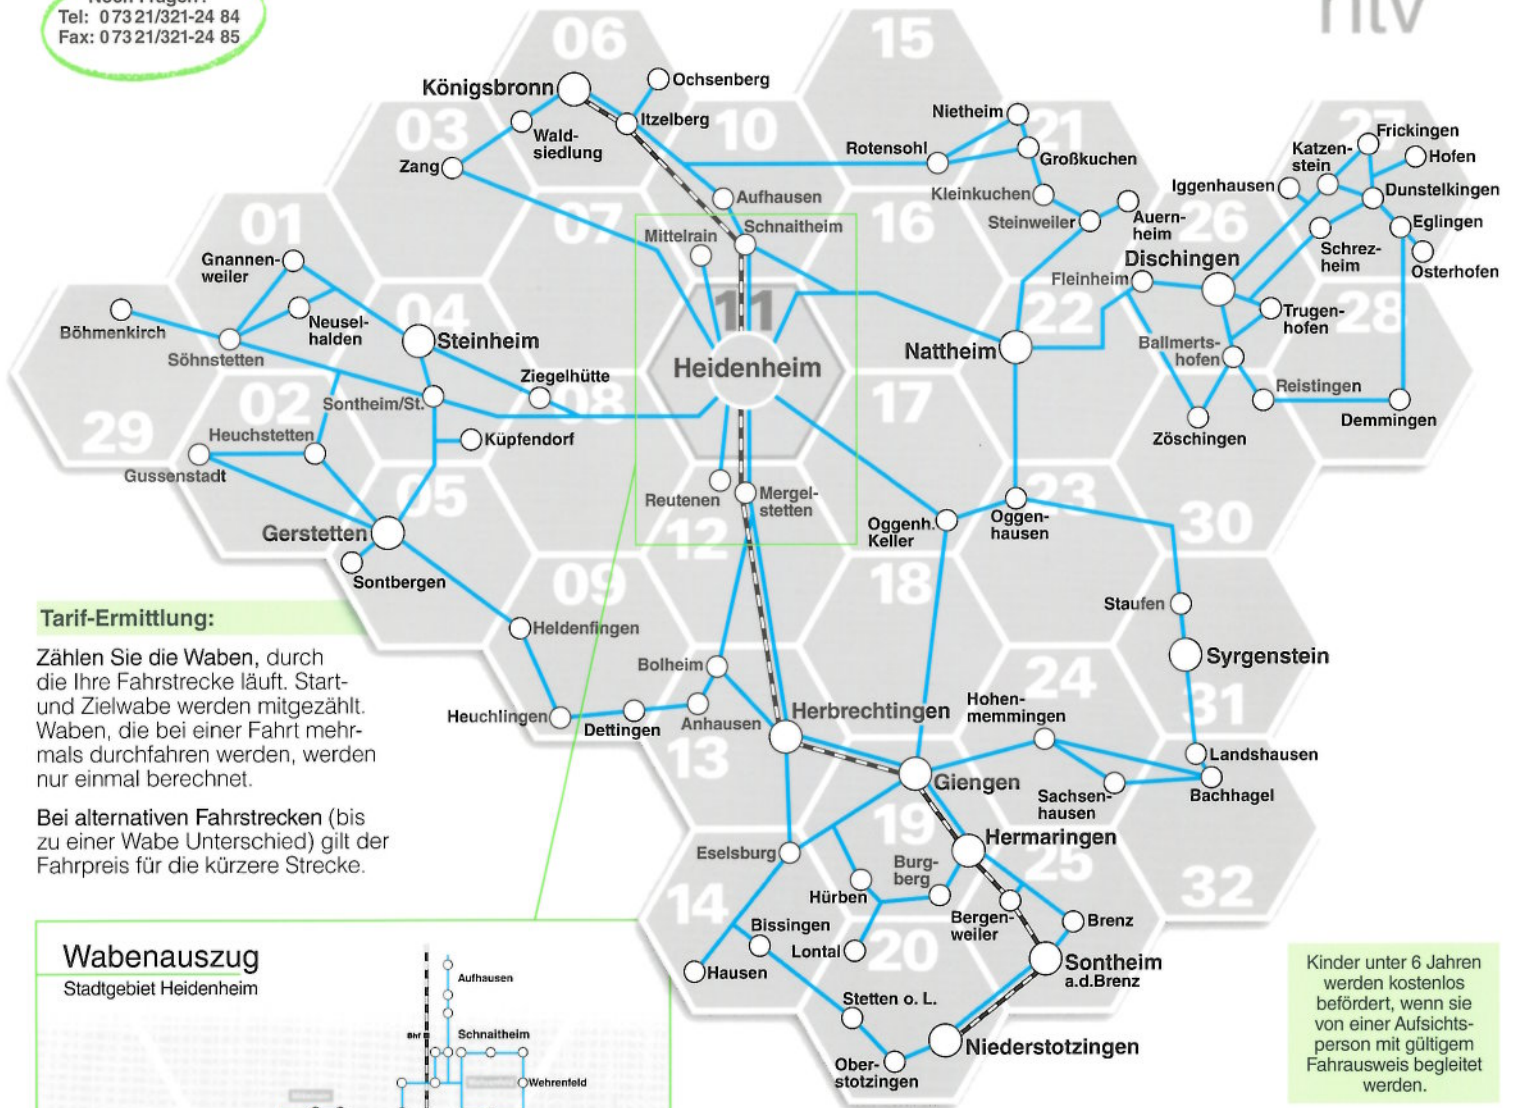 Tel: 0 73 21/321-24 84
Fax: 0 73 21/321-24 85
06
15
Königsbronn
Ochsenberg
Itzelberg
Wald-
siedlung
03
Zang
10
Nietheim
21
Rotensohl
Großkuchen
27
Frickingen
Katzen-
stein
Hofen
Iggenhausen
Dunstelkingen
Kleinkuchen
Aufhausen
01
07
Mittelrain
Schnaitheim
16
Steinweiler
Auern-
heim
26
Eglingen
Schrez-
heim
Osterhofen
Gnannen-
weiler
Dischingen
Fleinheim
Böhmenkirch
Neusel-
halden
04
Söhnstetten
Steinheim
11
Heidenheim
Nattheim
22
Trugen-
hofen
28
Ballmerts-
hofen
Ziegelhütte
Sontheim/St.
02
08
17
Reistingen
29
Heuchstetten
Küpfendorf
Zöschingen
Demmingen
Gussenstadt
05
Reutenen
Mergel-
stetten
23
Gerstetten
12
Oggenh.
Keller
Oggen-
hausen
30
Sontbergen
09
18
Staufen
Tarif-Ermittlung:
Heldenfingen
Zählen Sie die Waben, durch
die Ihre Fahrstrecke läuft. Start-
und Zielwabe werden mitgezählt.
Waben, die bei einer Fahrt mehr-
mals durchfahren werden, werden
nur einmal berechnet.
Bei alternativen Fahrstrecken (bis
zu einer Wabe Unterschied) gilt der
Fahrpreis für die kürzere Strecke.
Bolheim
24
Syrgenstein
Heuchlingen
Dettingen
Anhausen
Herbrechtingen
Hohen-
memmingen
31
13
Giengen
Landshausen
Sachsen-
hausen
Bachhagel
19
Hermaringen
Eselsburg
Burg-
berg
25
32
14
Hürben
Bissingen
Bergen-
weiler
Brenz
Lontal
20
Hausen
Sontheim
a.d.Brenz
Stetten o. L.
Niederstotzingen
Ober-
stotzingen
Wabenauszug
Stadtgebiet Heidenheim
Aufhausen
Bhf
Schnaitheim
Wehrenfeld
Kinder unter 6 Jahren
werden kostenlos
befördert, wenn sie
von einer Aufsichts-
person mit gültigem
Fahrausweis begleitet
werden.